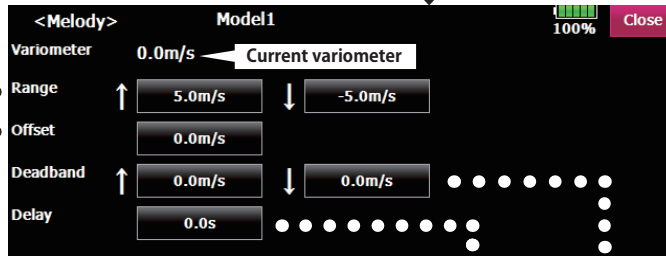 <Melody> Model1 100% Close
Variometer 0.0m/s Current variometer
Range ↑ 5.0m/s ↓ -5.0m/s
Offset 0.0m/s
Deadband ↑ 0.0m/s ↓ 0.0m/s
Delay 0.0s